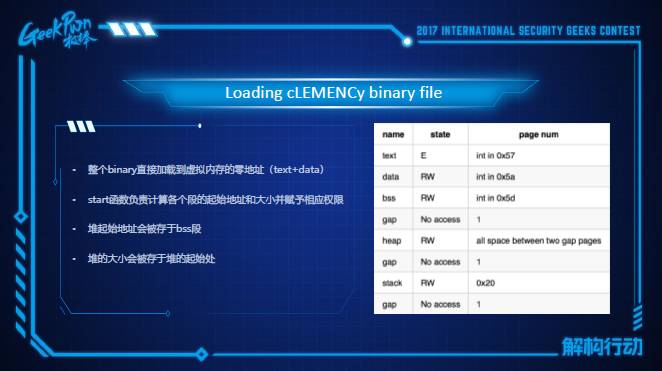 GeekPwn
极棒
2017 INTERNATIONAL SECURITY GEEKS CONTEST
Loading cLEMENCy binary file
- 整个binary直接加载到虚拟内存的零地址（text+data）
- start函数负责计算各个段的起始地址和大小并赋予相应权限
- 堆起始地址会被存于bss段
- 堆的大小会被存于堆的起始处
name state page num
text E int in 0x57
data RW int in 0x5a
bss RW int in 0x5d
gap No access 1
heap RW all space between two gap pages
gap No access 1
stack RW 0x20
gap No access 1
解构行动